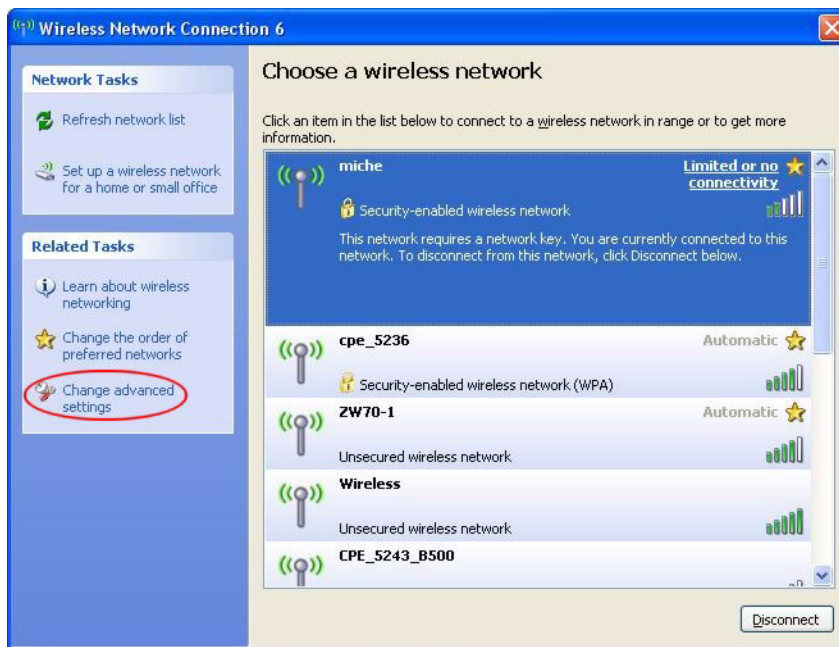 Wireless Network Connection 6
Network Tasks
Refresh network list
Set up a wireless network
for a home or small office
Related Tasks
Learn about wireless
networking
Change the order of
preferred networks
Change advanced
settings
Choose a wireless network
Click an item in the list below to connect to a wireless network in range or to get more
information.
miche
Limited or no
connectivity
Security-enabled wireless network
This network requires a network key. You are currently connected to this
network. To disconnect from this network, click Disconnect below.
cpe_5236
Automatic
Security-enabled wireless network (WPA)
ZW70-1
Automatic
Unsecured wireless network
Wireless
Unsecured wireless network
CPE_5243_B500
Disconnect